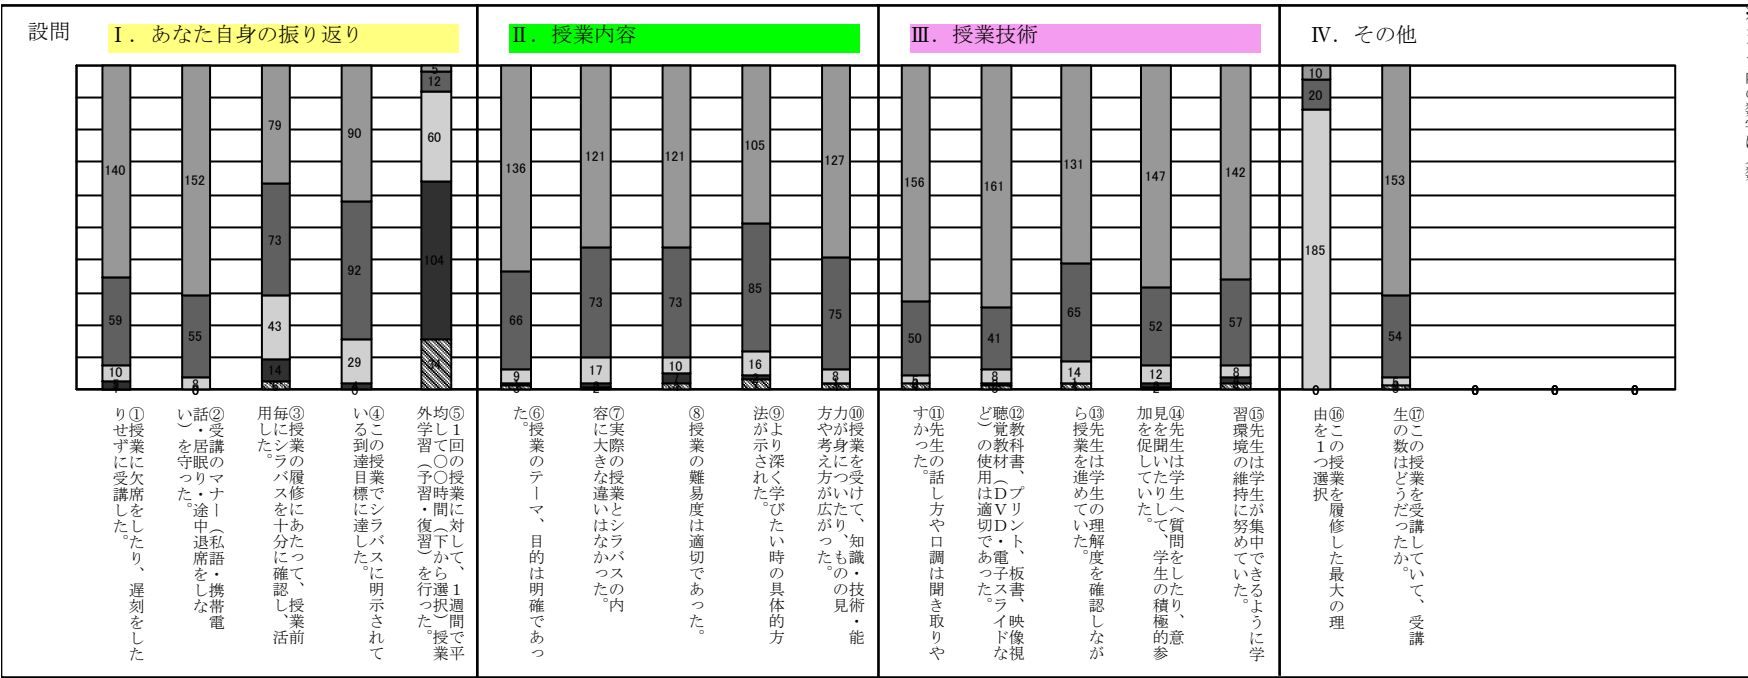 設問
Ⅰ．あなた自身の振り返り
Ⅱ．授業内容
Ⅲ．授業技術
Ⅳ．その他
140
59
10
152
55
8
79
73
43
14
90
92
29
5
12
60
104
34
136
66
9
121
73
17
121
73
10
105
85
16
127
75
8
156
50
161
41
8
131
65
14
147
52
12
142
57
8
10
20
185
0
153
54
0
0
0
①授業に欠席をしたり、遅刻をした
りせずに受講した。
②受講のマナー（私語・携帯電
話・居眠り・途中退席をしな
い）を守った。
③授業の履修にあたって、授業前
毎にシラバスを十分に確認し、活
用した。
④この授業でシラバスに明示されて
いる到達目標に達した。
⑤１回の授業に対して、１週間で平
均して〇〇時間（下から選択）授業
外学習（予習・復習）を行った。
⑥授業のテーマ、目的は明確であっ
た。
⑦実際の授業とシラバスの内
容に大きな違いはなかった。
⑧授業の難易度は適切であった。
⑨より深く学びたい時の具体的方
法が示された。
⑩授業を受けて、知識・技術・能
力が身についたり、ものの見
方や考え方が広がった。
⑪先生の話し方や口調は聞き取りや
すかった。
⑫教科書、プリント、板書、映像視
聴覚教材（ＤＶＤ・電子スライドな
ど）の使用は適切であった。
⑬先生は学生の理解度を確認しなが
ら授業を進めていた。
⑭先生は学生へ質問をしたり、意
見を聞いたりして、学生の積極的参
加を促していた。
⑮先生は学生が集中できるように学
習環境の維持に努めていた。
⑯この授業を履修した最大の理
由を１つ選択
⑰この授業を受講していて、受講
生の数はどうだったか。